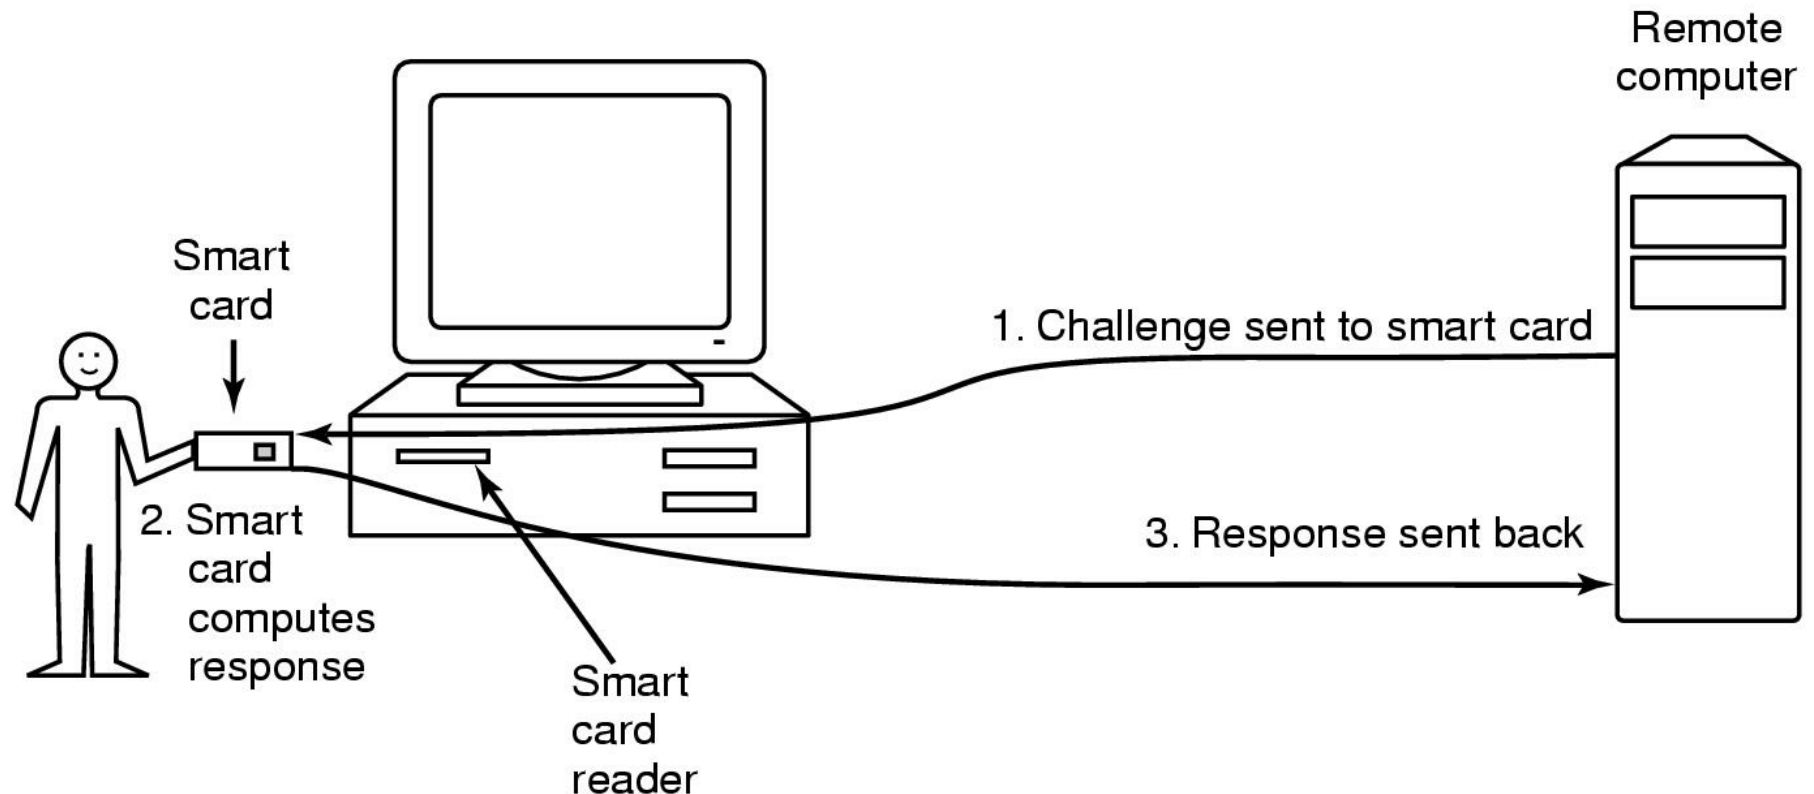 Remote
computer
Smart
card
1. Challenge sent to smart card
2. Smart
card
computes
response
3. Response sent back
Smart
card
reader